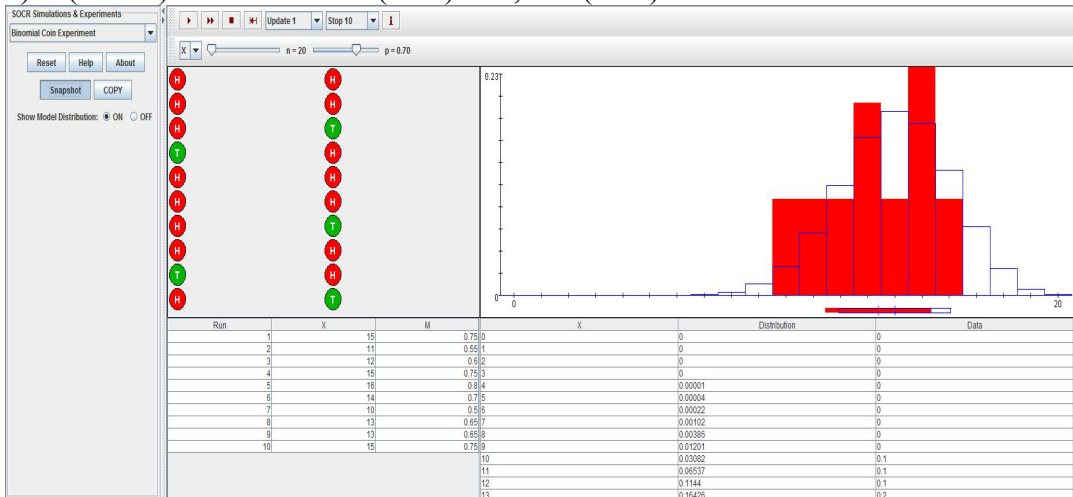 SOCR Simulations & Experiments
Binomial Coin Experiment
Reset Help About
Snapshot COPY
Show Model Distribution: ON OFF
Update 1 Stop 10 i
X n = 20 p = 0.70
H H
H H
H T
T H
H H
H H
H T
H H
T H
H T
0.23
0
0 20
Run X M X Distribution Data
1 15 0.75 0 0 0
2 11 0.55 1 0 0
3 12 0.6 2 0 0
4 15 0.75 3 0 0
5 16 0.8 4 0.00001 0
6 14 0.7 5 0.00004 0
7 10 0.5 6 0.00022 0
8 13 0.65 7 0.00102 0
9 13 0.65 8 0.00386 0
10 15 0.75 9 0.01201 0
10 0.03082 0.1
11 0.06537 0.1
12 0.1144 0.1
13 0.16426 0.2